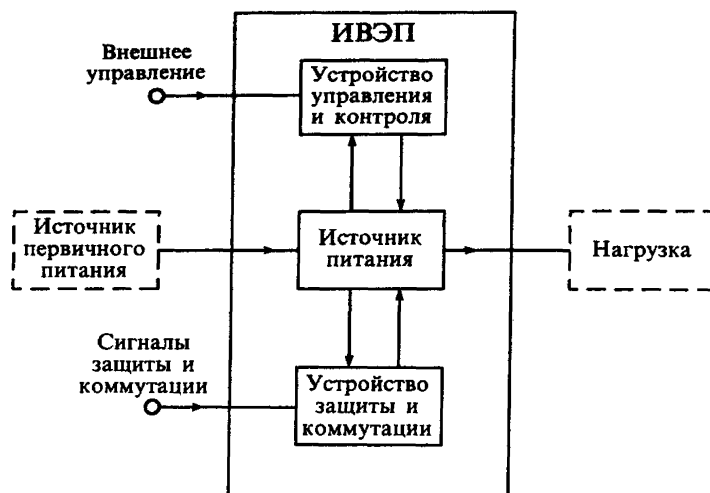 ИВЭП
Внешнее
управление
Устройство
управления
и контроля
Источник
первичного
питания
Источник
питания
Нагрузка
Сигналы
защиты и
коммутации
Устройство
защиты и
коммутации